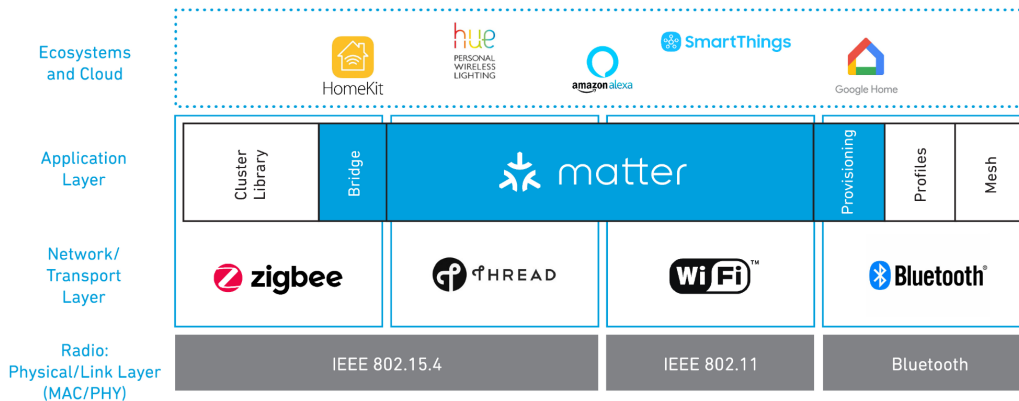 Ecosystems
and Cloud
HomeKit
hue
PERSONAL
WIRELESS
LIGHTING
amazon alexa
SmartThings
Google Home
Application
Layer
Cluster
Library
Bridge
matter
Provisioning
Profiles
Mesh
Network/
Transport
Layer
zigbee
THREAD
Wi Fi™
Bluetooth®
Radio:
Physical/Link Layer
(MAC/PHY)
IEEE 802.15.4
IEEE 802.11
Bluetooth